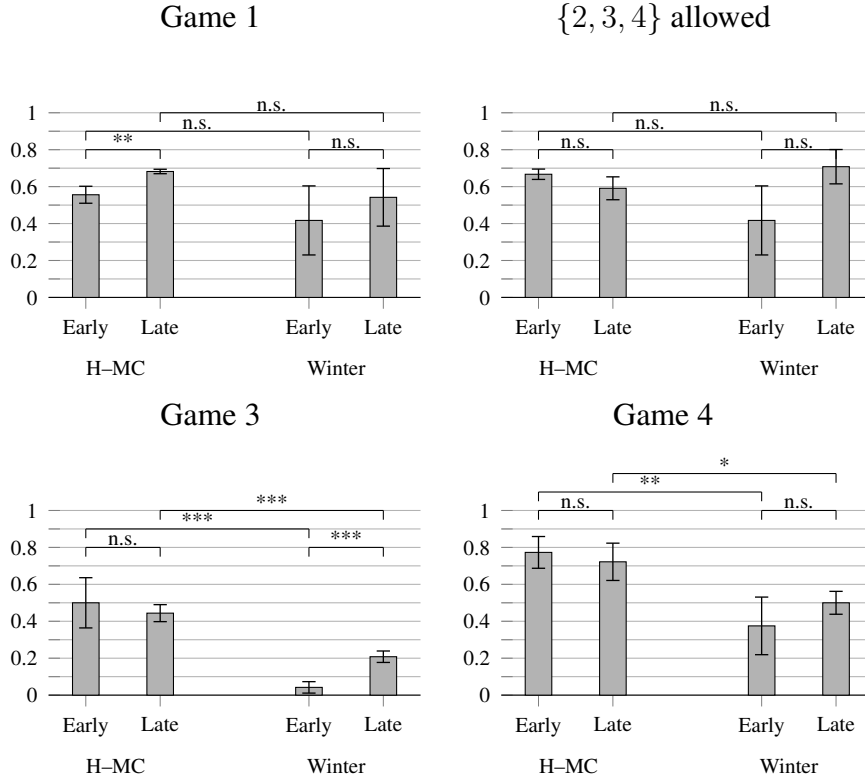 Game 1
{2, 3, 4} allowed
n.s.
n.s.
**
n.s.
1
0.8
0.6
0.4
0.2
0
Early
Late
Early
Late
H–MC
Winter
n.s.
n.s.
n.s.
n.s.
1
0.8
0.6
0.4
0.2
0
Early
Late
Early
Late
H–MC
Winter
Game 3
Game 4
***
***
n.s.
***
1
0.8
0.6
0.4
0.2
0
Early
Late
Early
Late
H–MC
Winter
*
**
n.s.
n.s.
1
0.8
0.6
0.4
0.2
0
Early
Late
Early
Late
H–MC
Winter